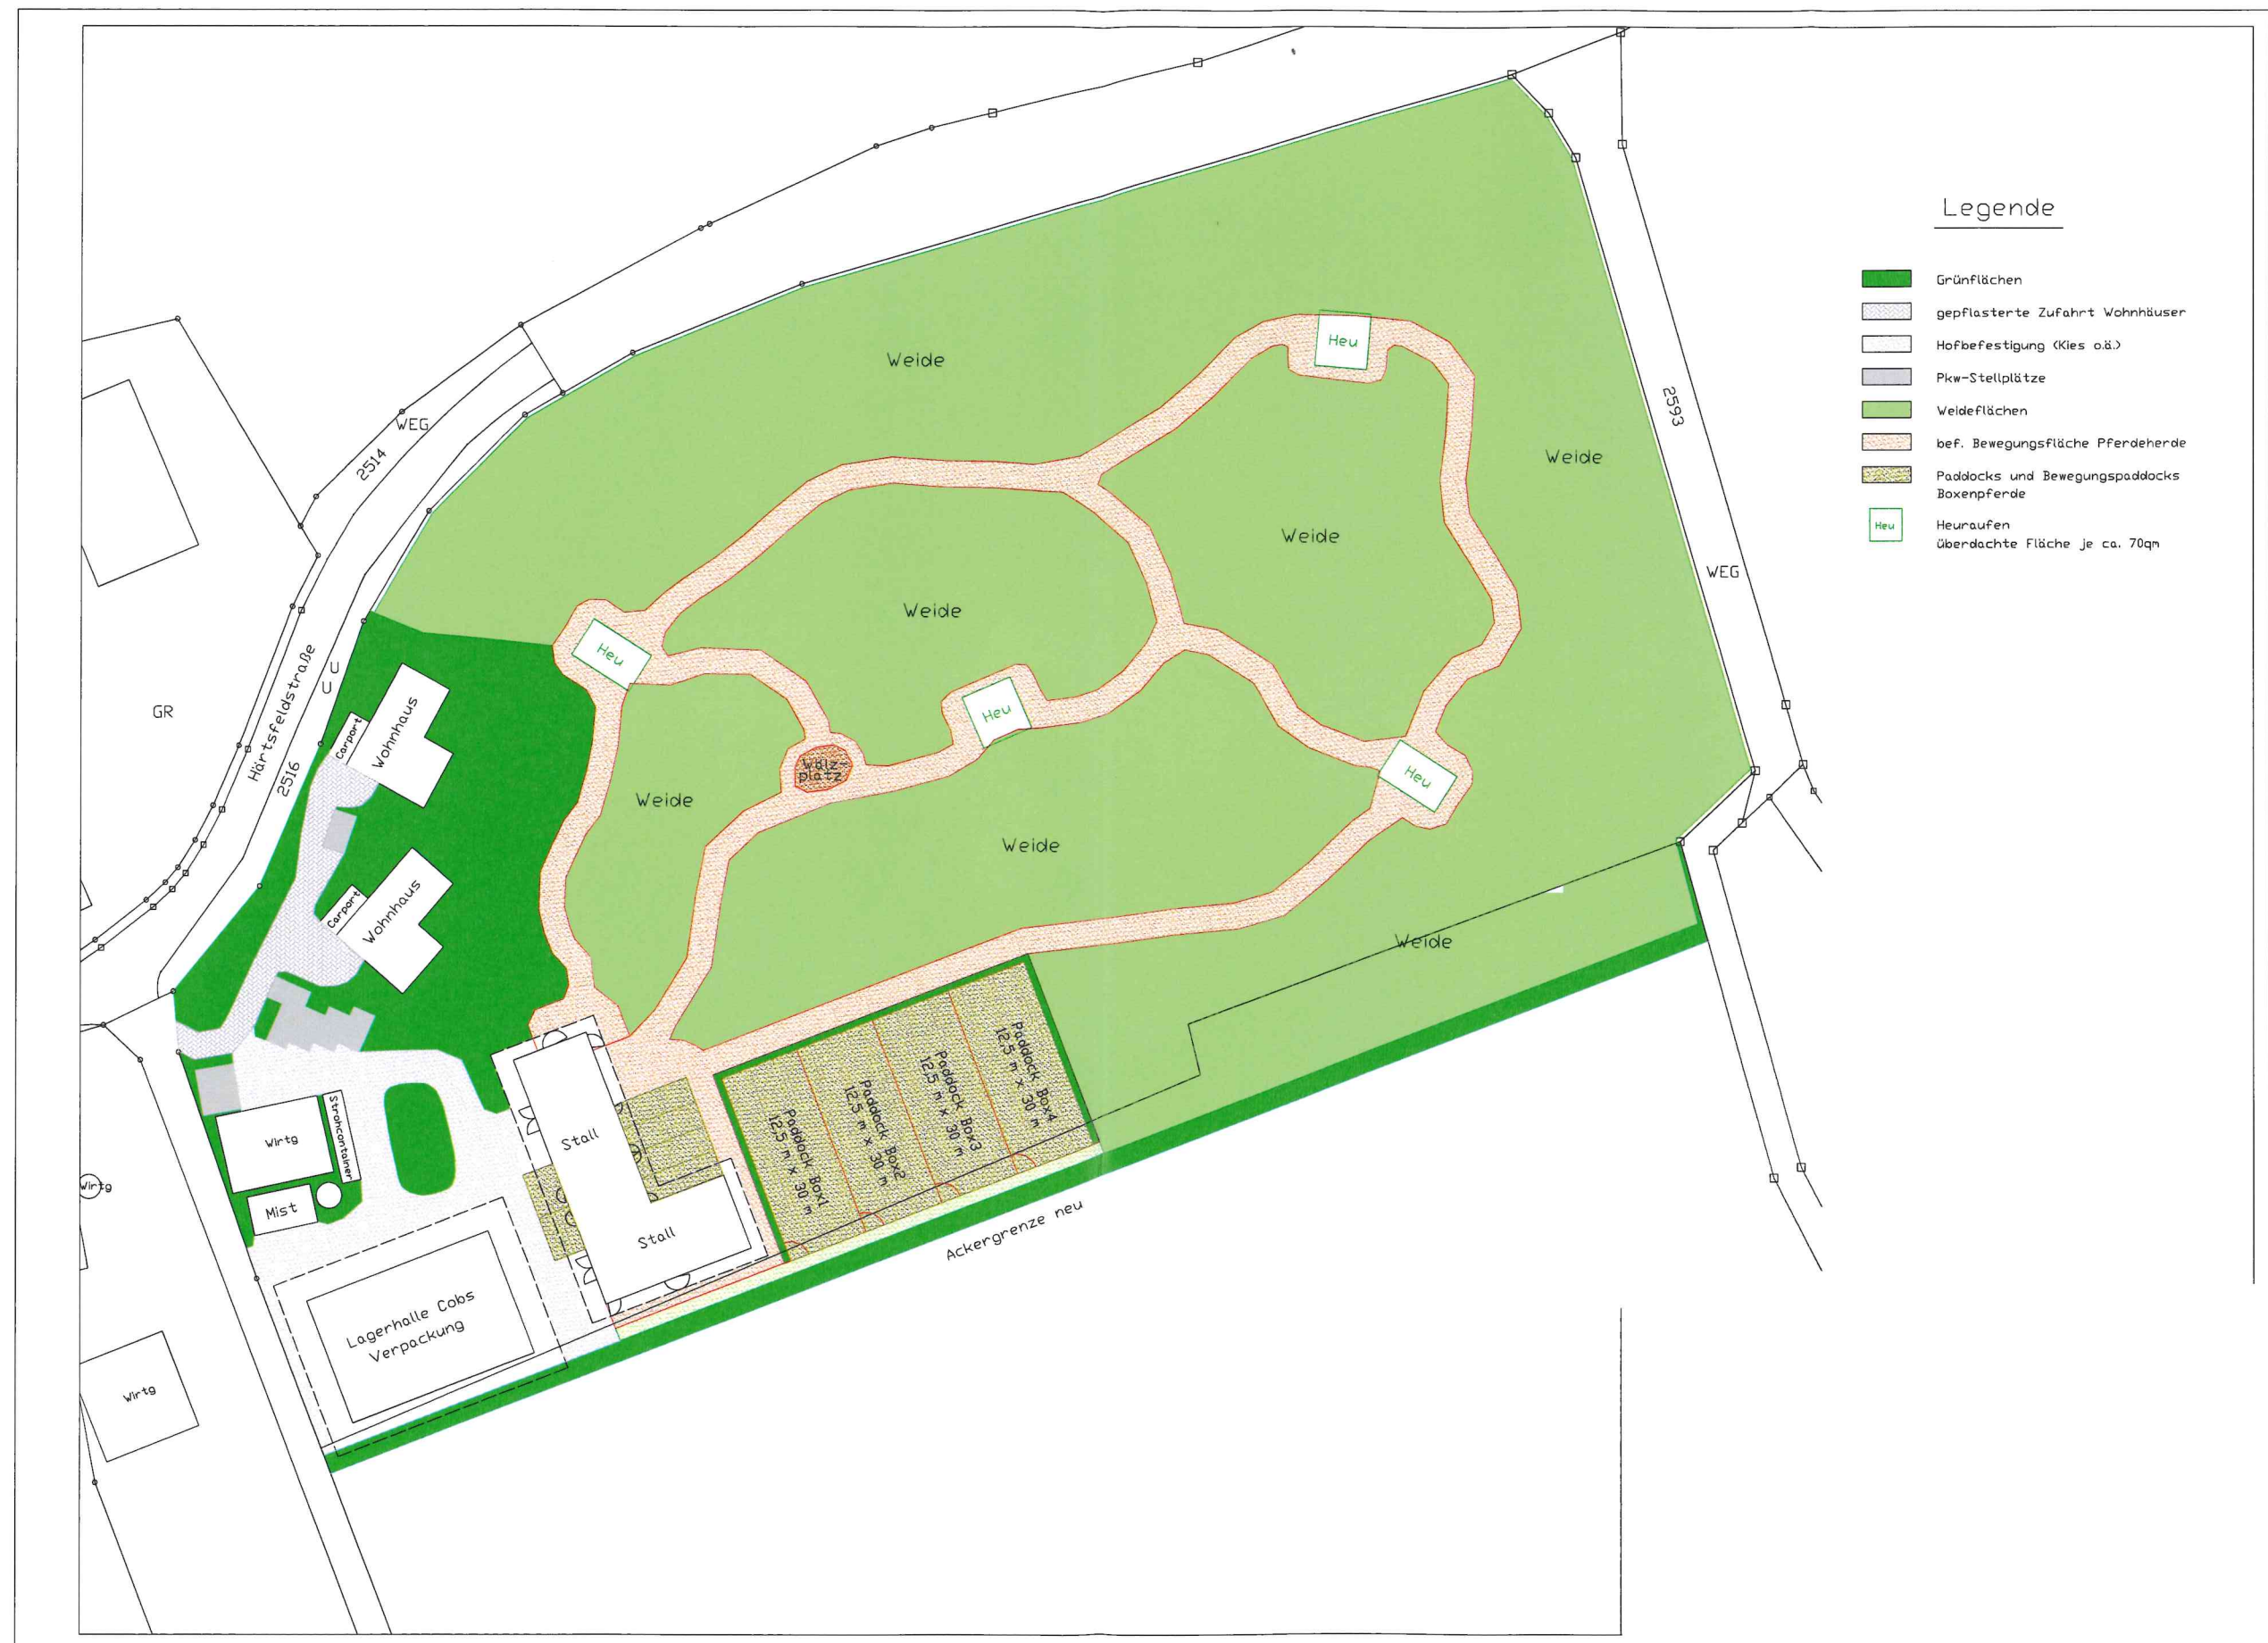 Legende
Grünflächen
gepflasterte Zufahrt Wohnhäuser
Hofbefestigung (Kies o.ä.)
Pkw-Stellplätze
Weideflächen
bef. Bewegungsfläche Pferdeherde
Paddocks und Bewegungspaddocks
Boxenpferde
Heu
Heuraufen
überdachte Fläche je ca. 70qm
Weide
Heu
WEG
2514
2593
Weide
Weide
WEG
Weide
Heu
Härtsfeldstraße
U
U
2516
GR
Carport
Wohnhaus
Heu
Wälz-
platz
Heu
Weide
Weide
Carport
Wohnhaus
Weide
Paddock Box1
12,5 m x 30 m
Paddock Box2
12,5 m x 30 m
Paddock Box3
12,5 m x 30 m
Paddock Box4
12,5 m x 30 m
Wirtg
Strohcontainer
Stall
Wirtg
Mist
Stall
Ackergrenze neu
Lagerhalle Cobs
Verpackung
Wirtg